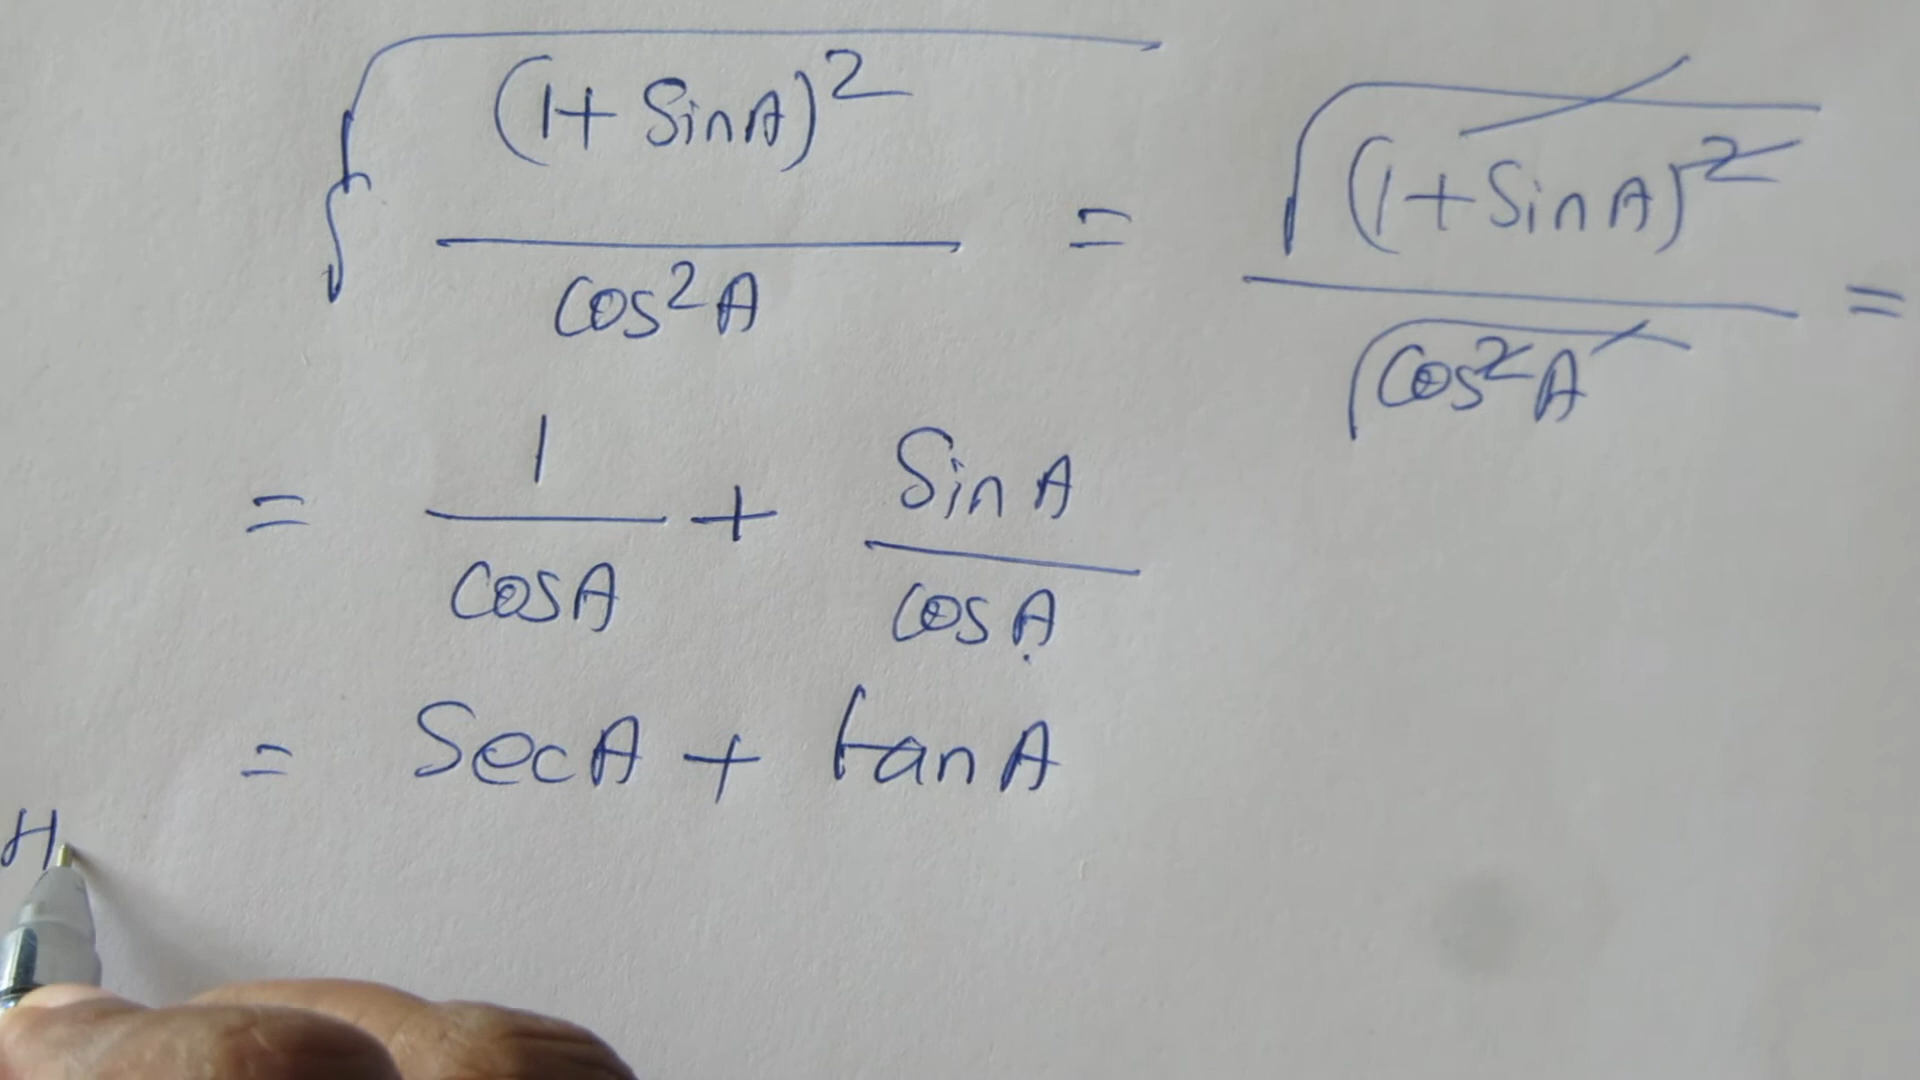 √((1+SinA)²/cos²A) = √(1+SinA)²/√cos²A =
= 1/cosA + SinA/cosA
= SecA + tanA
H